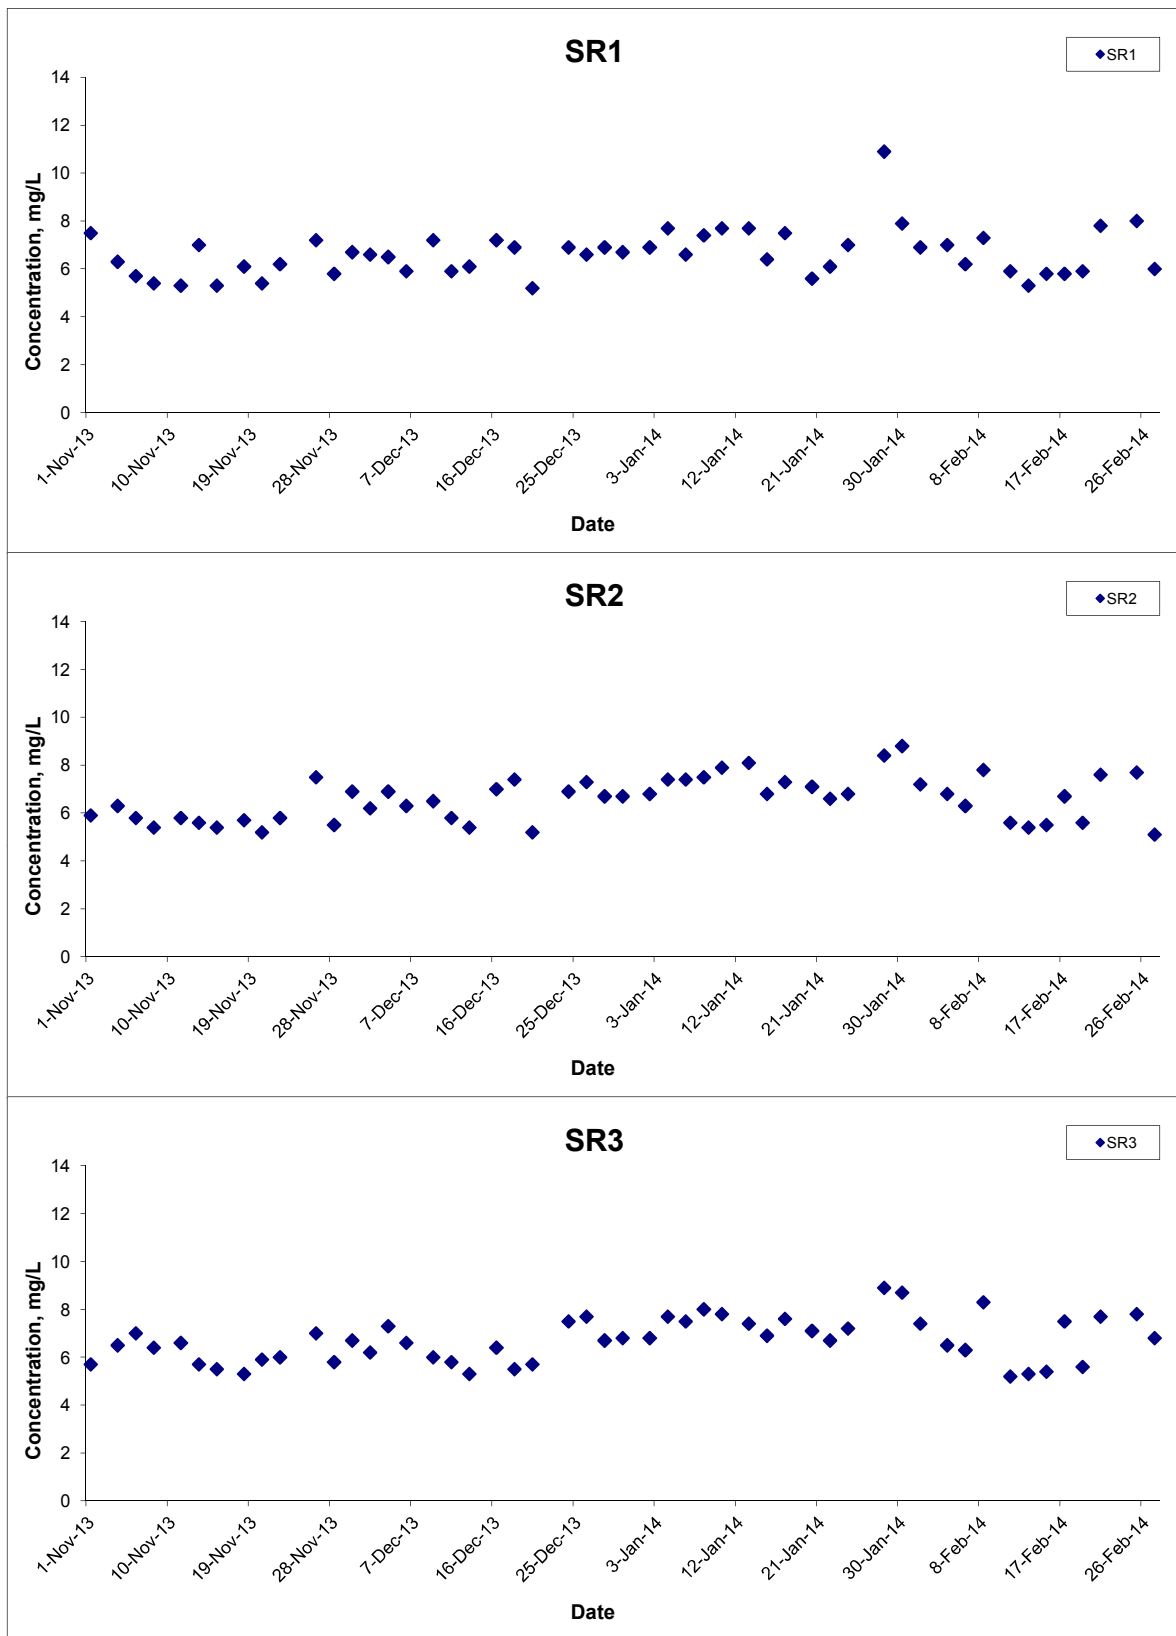 SR1
SR1
14
12
10
8
6
4
2
0
Concentration, mg/L
1-Nov-13
10-Nov-13
19-Nov-13
28-Nov-13
7-Dec-13
16-Dec-13
25-Dec-13
3-Jan-14
12-Jan-14
21-Jan-14
30-Jan-14
8-Feb-14
17-Feb-14
26-Feb-14
Date
SR2
SR2
14
12
10
8
6
4
2
0
Concentration, mg/L
1-Nov-13
10-Nov-13
19-Nov-13
28-Nov-13
7-Dec-13
16-Dec-13
25-Dec-13
3-Jan-14
12-Jan-14
21-Jan-14
30-Jan-14
8-Feb-14
17-Feb-14
26-Feb-14
Date
SR3
SR3
14
12
10
8
6
4
2
0
Concentration, mg/L
1-Nov-13
10-Nov-13
19-Nov-13
28-Nov-13
7-Dec-13
16-Dec-13
25-Dec-13
3-Jan-14
12-Jan-14
21-Jan-14
30-Jan-14
8-Feb-14
17-Feb-14
26-Feb-14
Date